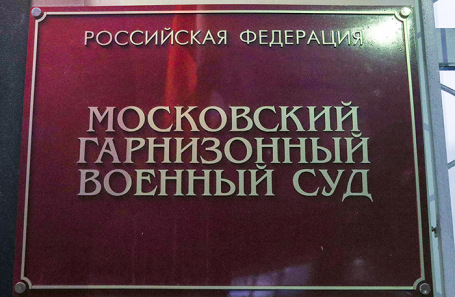 РОССИЙСКАЯ ФЕДЕРАЦИЯ
МОСКОВСКИЙ
ГАРНИЗОННЫЙ
ВОЕННЫЙ СУД